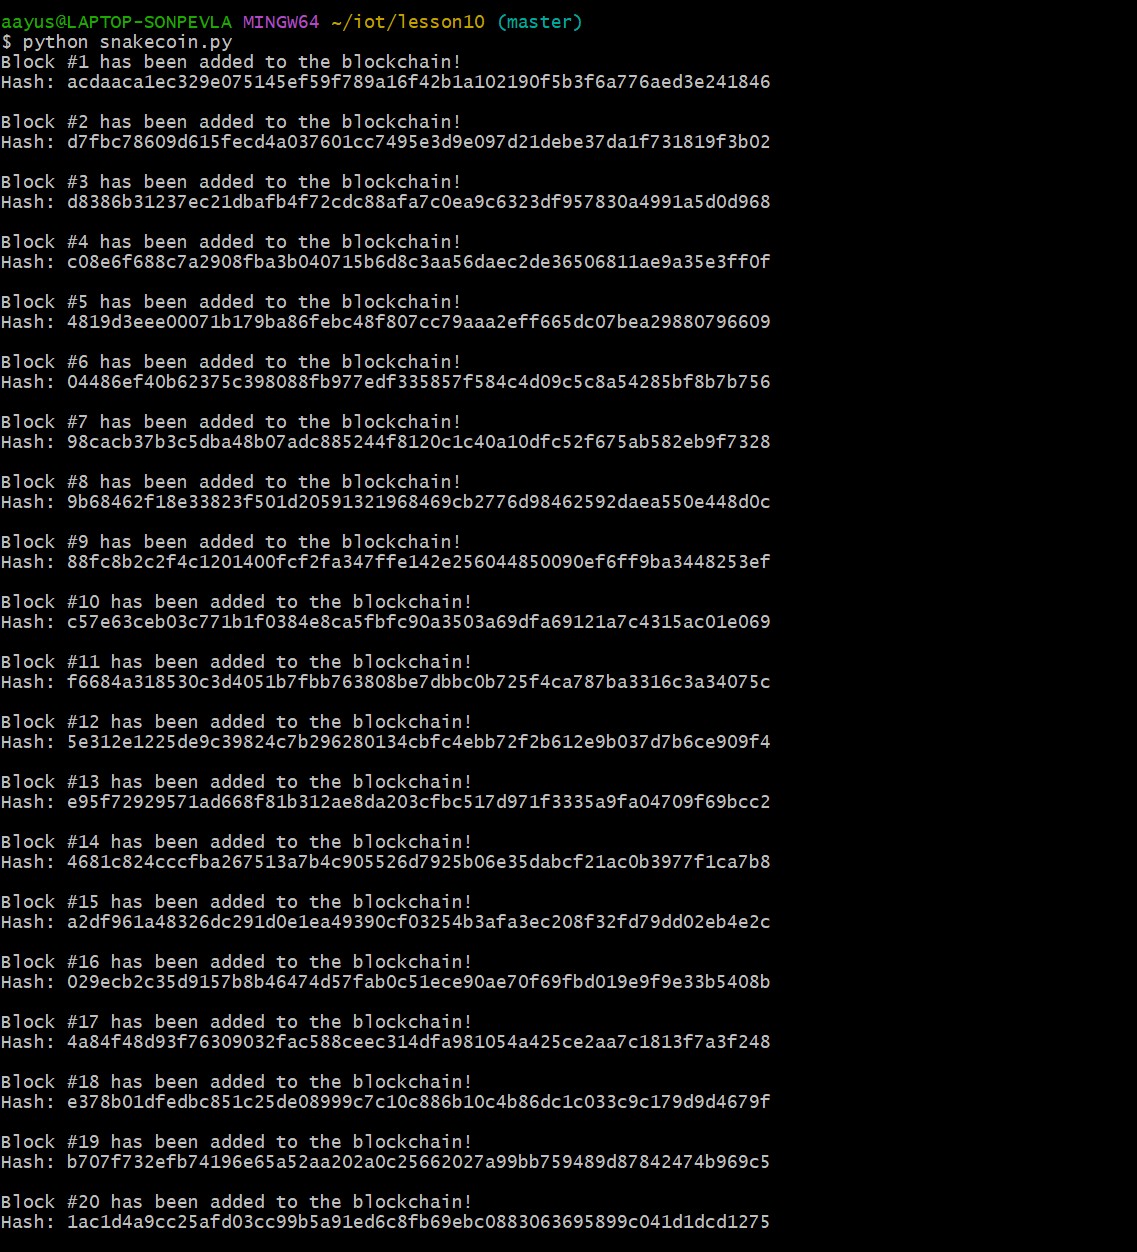 aayus@LAPTOP-SONPEVLA MINGW64 ~/iot/lesson10 (master)
$ python snakecoin.py
Block #1 has been added to the blockchain!
Hash: acdaaca1ec329e075145ef59f789a16f42b1a102190f5b3f6a776aed3e241846
Block #2 has been added to the blockchain!
Hash: d7fbc78609d615fecd4a037601cc7495e3d9e097d21debe37da1f731819f3b02
Block #3 has been added to the blockchain!
Hash: d8386b31237ec21dbafb4f72cdc88afa7c0ea9c6323df957830a4991a5d0d968
Block #4 has been added to the blockchain!
Hash: c08e6f688c7a2908fba3b040715b6d8c3aa56daec2de36506811ae9a35e3ff0f
Block #5 has been added to the blockchain!
Hash: 4819d3eee00071b179ba86febc48f807cc79aaa2eff665dc07bea29880796609
Block #6 has been added to the blockchain!
Hash: 04486ef40b62375c398088fb977edf335857f584c4d09c5c8a54285bf8b7b756
Block #7 has been added to the blockchain!
Hash: 98cacb37b3c5dba48b07adc885244f8120c1c40a10dfc52f675ab582eb9f7328
Block #8 has been added to the blockchain!
Hash: 9b68462f18e33823f501d20591321968469cb2776d98462592daea550e448d0c
Block #9 has been added to the blockchain!
Hash: 88fc8b2c2f4c1201400fcf2fa347ffe142e256044850090ef6ff9ba3448253ef
Block #10 has been added to the blockchain!
Hash: c57e63ceb03c771b1f0384e8ca5fbfc90a3503a69dfa69121a7c4315ac01e069
Block #11 has been added to the blockchain!
Hash: f6684a318530c3d4051b7fbb763808be7dbbc0b725f4ca787ba3316c3a34075c
Block #12 has been added to the blockchain!
Hash: 5e312e1225de9c39824c7b296280134cbfc4ebb72f2b612e9b037d7b6ce909f4
Block #13 has been added to the blockchain!
Hash: e95f72929571ad668f81b312ae8da203cfbc517d971f3335a9fa04709f69bcc2
Block #14 has been added to the blockchain!
Hash: 4681c824cccfba267513a7b4c905526d7925b06e35dabcf21ac0b3977f1ca7b8
Block #15 has been added to the blockchain!
Hash: a2df961a48326dc291d0e1ea49390cf03254b3afa3ec208f32fd79dd02eb4e2c
Block #16 has been added to the blockchain!
Hash: 029ecb2c35d9157b8b46474d57fab0c51ece90ae70f69fbd019e9f9e33b5408b
Block #17 has been added to the blockchain!
Hash: 4a84f48d93f76309032fac588ceec314dfa981054a425ce2aa7c1813f7a3f248
Block #18 has been added to the blockchain!
Hash: e378b01dfedbc851c25de08999c7c10c886b10c4b86dc1c033c9c179d9d4679f
Block #19 has been added to the blockchain!
Hash: b707f732efb74196e65a52aa202a0c25662027a99bb759489d87842474b969c5
Block #20 has been added to the blockchain!
Hash: 1ac1d4a9cc25afd03cc99b5a91ed6c8fb69ebc0883063695899c041d1dcd1275